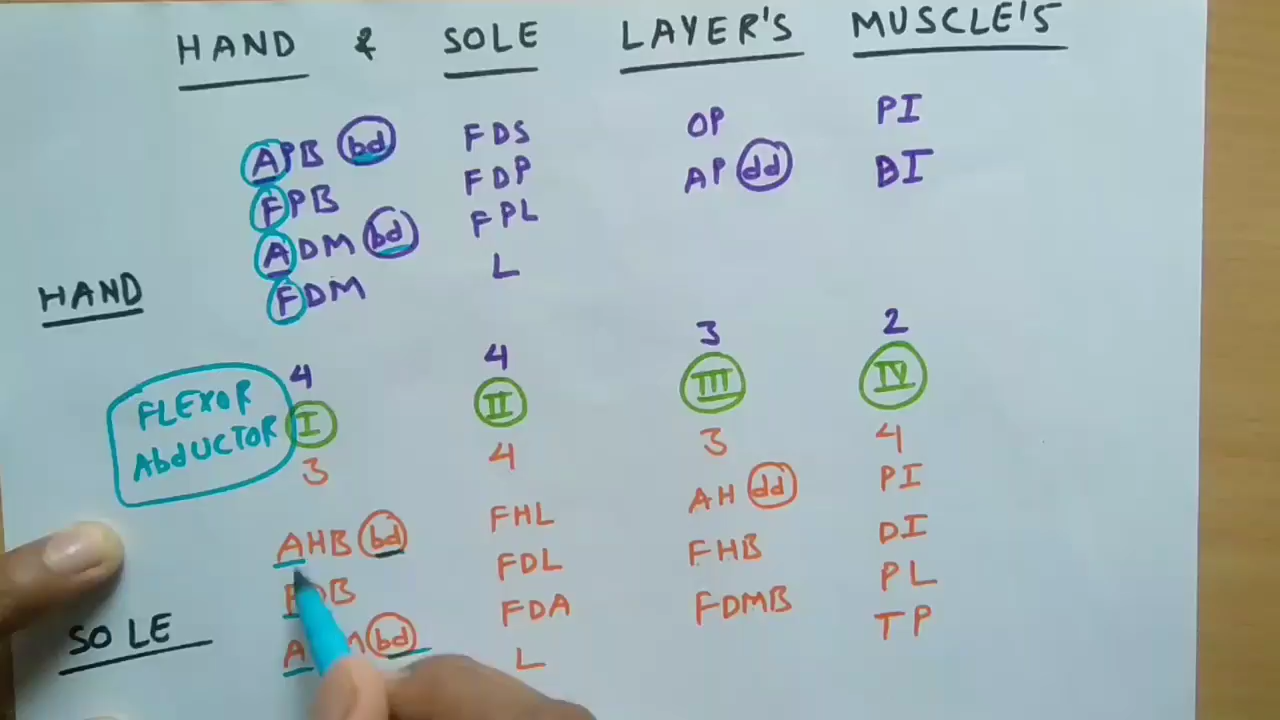 HAND & SOLE LAYER'S MUSCLE'S
APB bd
FPB
ADM bd
FDM
FDS
FDP
FPL
L
OP
AP dd
PI
DI
HAND
4 4 3 2
FLEXOR
AbdUCTOR
I II III IV
3 4 3 4
AHB bd
FHL
FDL
FDA
L
AH dd
FHB
FDMB
PI
DI
PL
TP
bd
SOLE